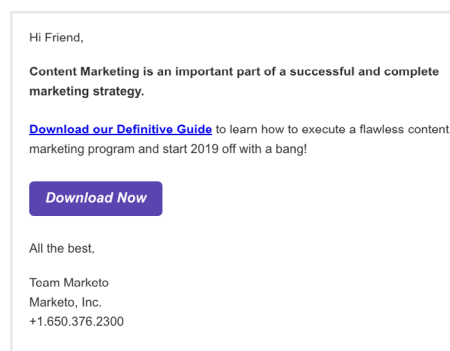 Hi Friend,
Content Marketing is an important part of a successful and complete
marketing strategy.
Download our Definitive Guide to learn how to execute a flawless content
marketing program and start 2019 off with a bang!
Download Now
All the best,
Team Marketo
Marketo, Inc.
+1.650.376.2300